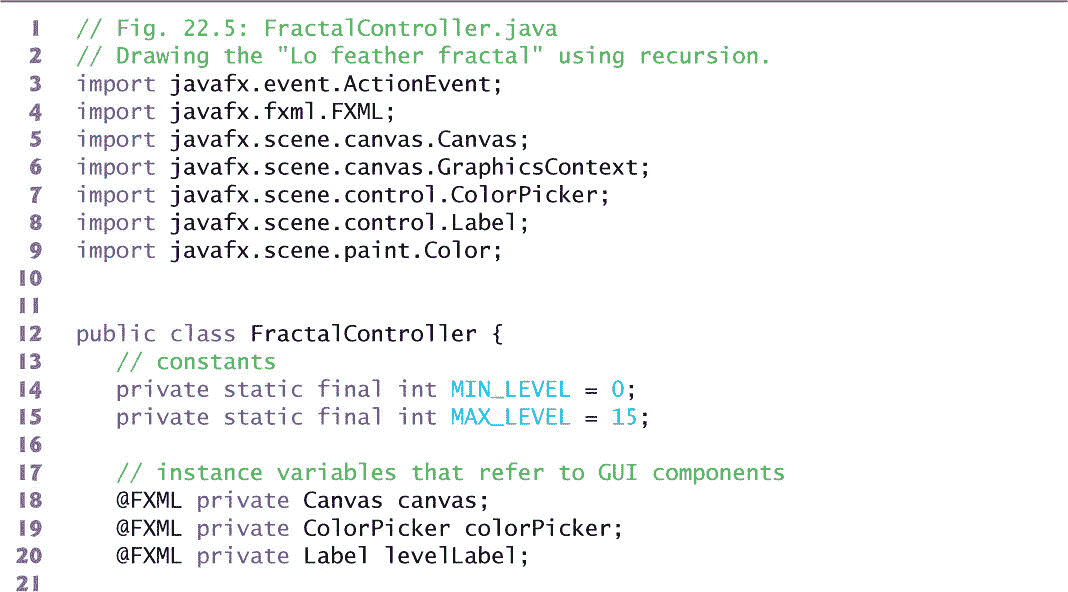 1 // Fig. 22.5: FractalController.java
2 // Drawing the "Lo feather fractal" using recursion.
3 import javafx.event.ActionEvent;
4 import javafx.fxml.FXML;
5 import javafx.scene.canvas.Canvas;
6 import javafx.scene.canvas.GraphicsContext;
7 import javafx.scene.control.ColorPicker;
8 import javafx.scene.control.Label;
9 import javafx.scene.paint.Color;
10
11
12 public class FractalController {
13    // constants
14    private static final int MIN_LEVEL = 0;
15    private static final int MAX_LEVEL = 15;
16
17    // instance variables that refer to GUI components
18    @FXML private Canvas canvas;
19    @FXML private ColorPicker colorPicker;
20    @FXML private Label levelLabel;
21